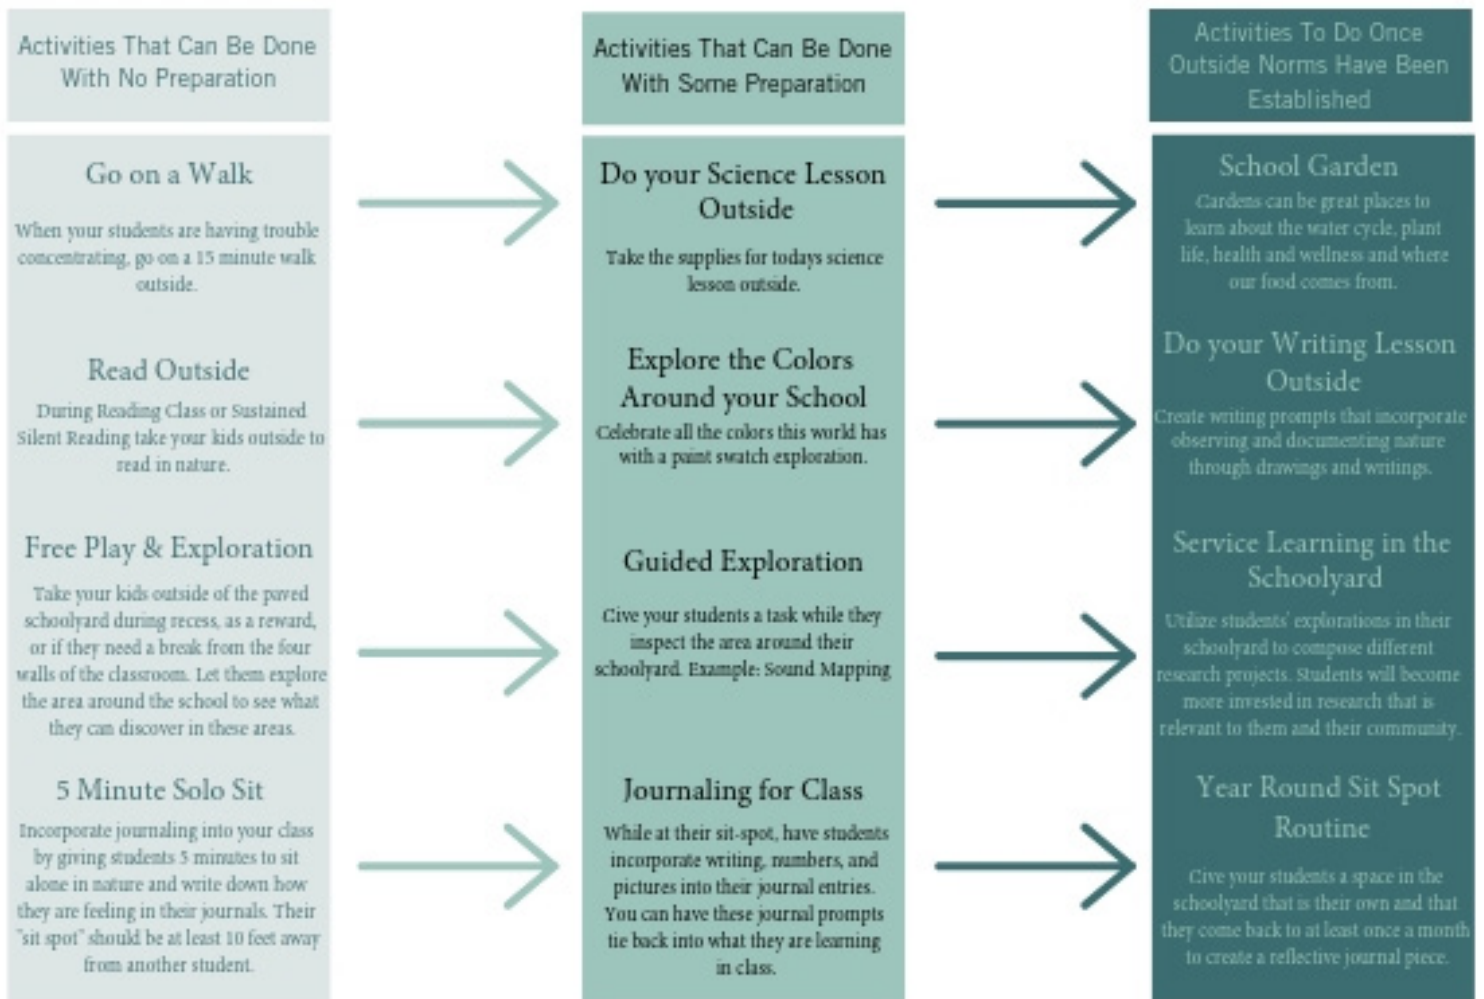 Activities That Can Be Done
With No Preparation
Go on a Walk
When your students are having trouble
concentrating, go on a 15 minute walk
outside.
Read Outside
During Reading Class or Sustained
Silent Reading take your kids outside to
read in nature.
Free Play & Exploration
Take your kids outside of the paved
schoolyard during recess, as a reward,
or if they need a break from the four
walls of the classroom. Let them explore
the area around the school to see what
they can discover in these areas.
5 Minute Solo Sit
Incorporate journaling into your class
by giving students 5 minutes to sit
alone in nature and write down how
they are feeling in their journals. Their
"sit spot" should be at least 10 feet away
from another student.
Activities That Can Be Done
With Some Preparation
Do your Science Lesson
Outside
Take the supplies for todays science
lesson outside.
Explore the Colors
Around your School
Celebrate all the colors this world has
with a paint swatch exploration.
Guided Exploration
Give your students a task while they
inspect the area around their
schoolyard. Example: Sound Mapping
Journaling for Class
While at their sit-spot, have students
incorporate writing, numbers, and
pictures into their journal entries.
You can have these journal prompts
tie back into what they are learning
in class.
Activities To Do Once
Outside Norms Have Been
Established
School Garden
Gardens can be great places to
learn about the water cycle, plant
life, health and wellness and where
our food comes from.
Do your Writing Lesson
Outside
Create writing prompts that incorporate
observing and documenting nature
through drawings and writings.
Service Learning in the
Schoolyard
Utilize students' explorations in their
schoolyard to compose different
research projects. Students will become
more invested in research that is
relevant to them and their community.
Year Round Sit Spot
Routine
Give your students a space in the
schoolyard that is their own and that
they come back to at least once a month
to create a reflective journal piece.